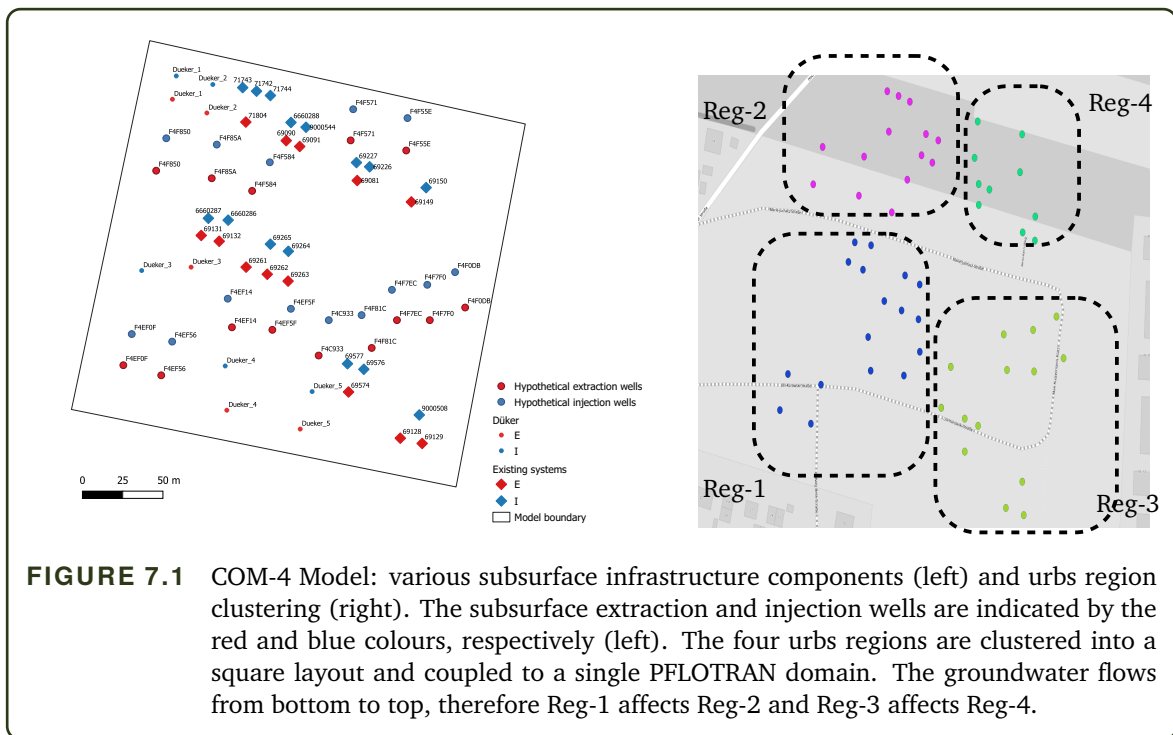 Dueker_1
Dueker_2
71743
71742
71744
Dueker_1
Dueker_2
71804
6660288
9000544
F4F571
F4F55E
F4F850
F4F85A
69090
69091
F4F571
F4F55E
F4F584
69227
69226
F4F850
F4F85A
F4F584
69081
69150
69149
6660287
6660286
69131
69132
69265
69264
Dueker_3
Dueker_3
69261
69262
69263
F4F0DB
F4F7EC
F4F7F0
F4EF14
F4EF5F
F4C933
F4F81C
F4F0DB
F4EF0F
F4EF56
F4EF14
F4EF5F
F4F7EC
F4F7F0
F4C933
F4F81C
F4EF0F
F4EF56
Dueker_4
69577
69576
Dueker_5
69574
Dueker_4
Dueker_5
9000508
69128
69129
0 25 50 m
Hypothetical extraction wells
Hypothetical injection wells
Düker
E
I
Existing systems
E
I
Model boundary
Reg-2
Reg-4
Reg-1
Reg-3
FIGURE 7.1 COM-4 Model: various subsurface infrastructure components (left) and urbs region
clustering (right). The subsurface extraction and injection wells are indicated by the
red and blue colours, respectively (left). The four urbs regions are clustered into a
square layout and coupled to a single PFLOTRAN domain. The groundwater flows
from bottom to top, therefore Reg-1 affects Reg-2 and Reg-3 affects Reg-4.